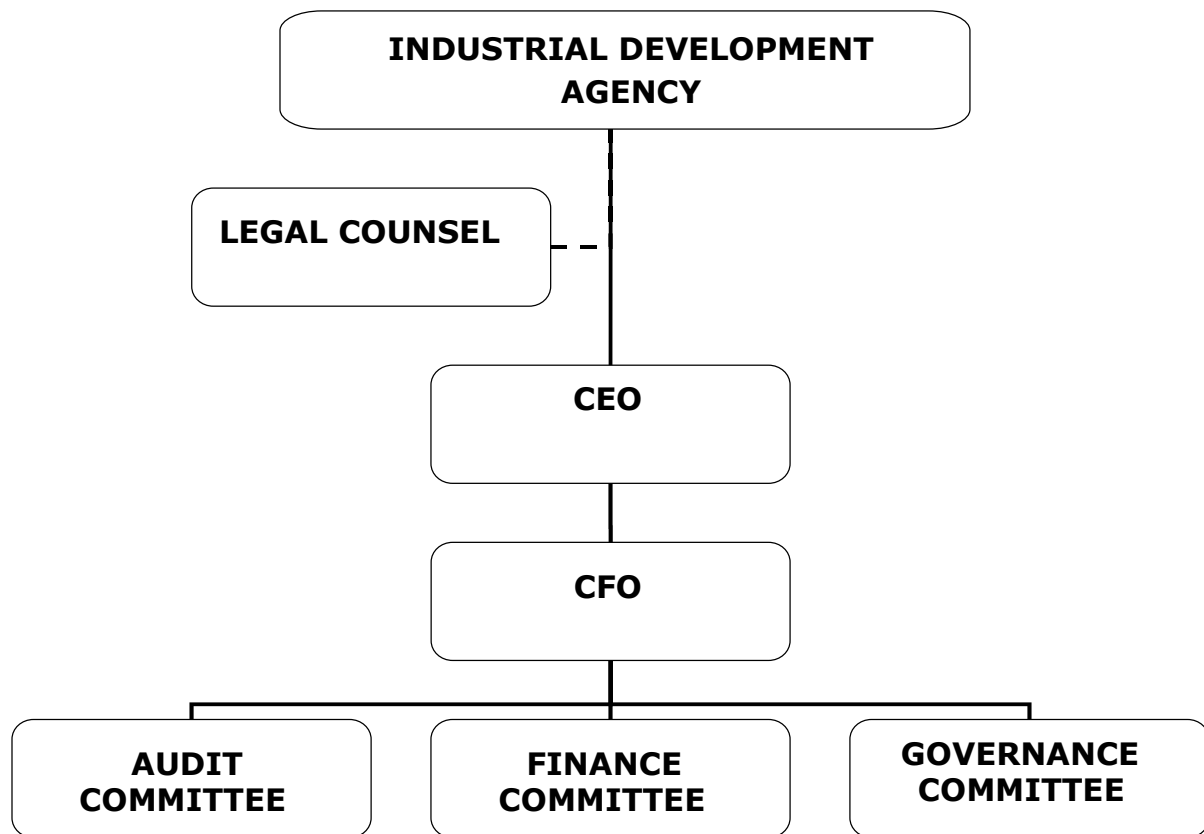 INDUSTRIAL DEVELOPMENT
AGENCY
LEGAL COUNSEL
CEO
CFO
AUDIT
COMMITTEE
FINANCE
COMMITTEE
GOVERNANCE
COMMITTEE